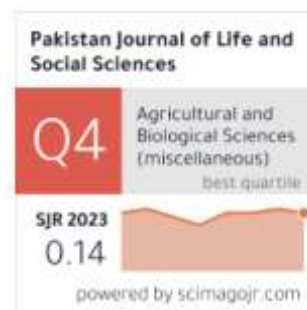 Pakistan Journal of Life and
Social Sciences
Q4
Agricultural and
Biological Sciences
(miscellaneous)
best quartile
SJR 2023
0.14
powered by scimagojr.com